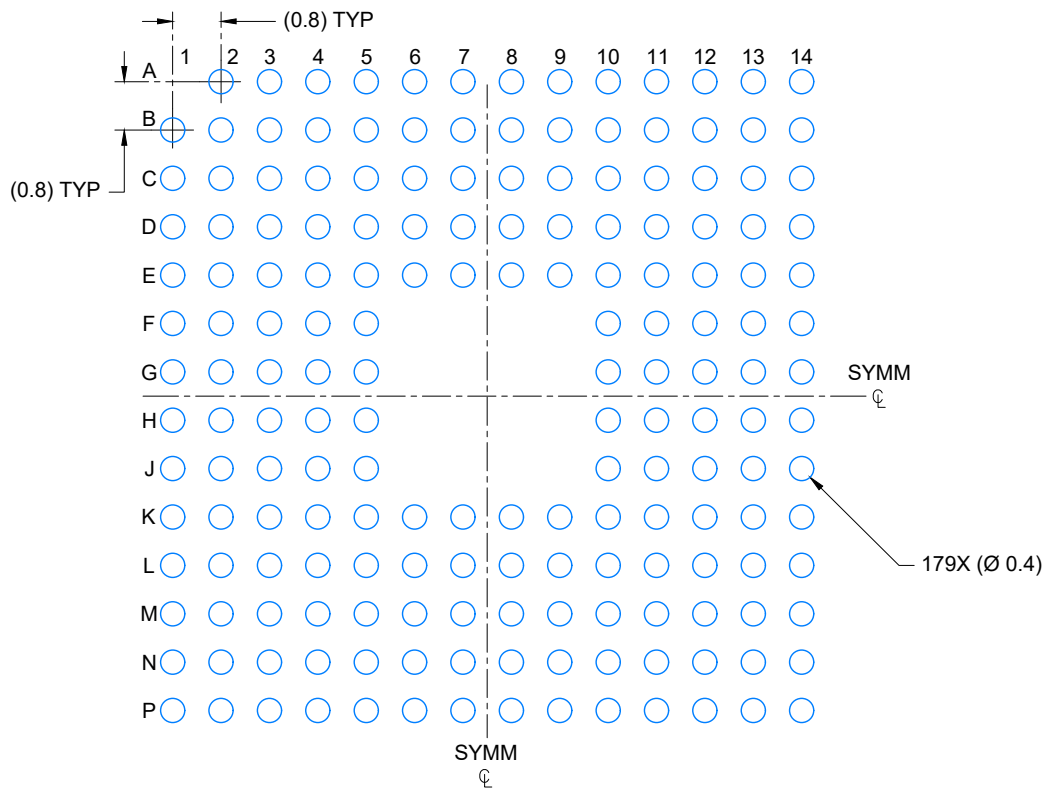 (0.8) TYP
1 2 3 4 5 6 7 8 9 10 11 12 13 14
A
B
(0.8) TYP
C
D
E
F
G
SYMM
℄
H
J
K
L
179X (Ø 0.4)
M
N
P
SYMM
℄